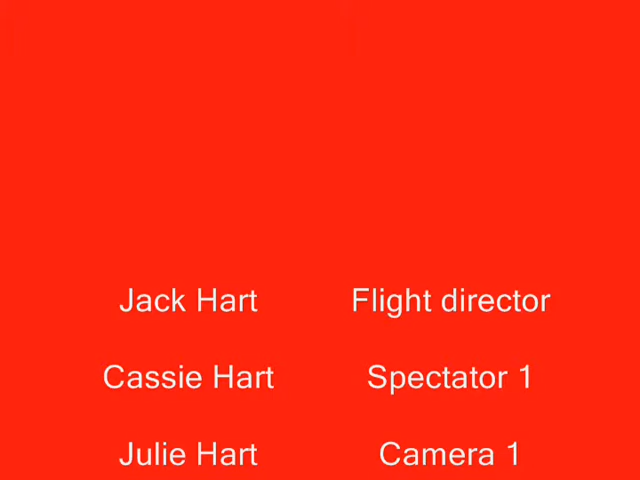 Jack Hart Flight director
Cassie Hart Spectator 1
Julie Hart Camera 1